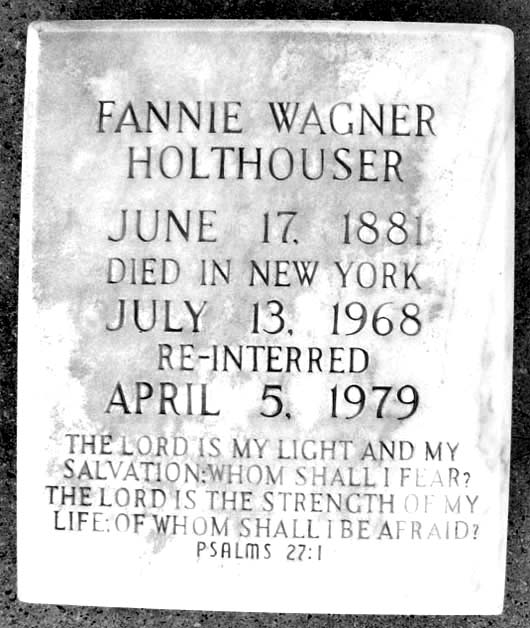 FANNIE WAGNER
HOLTHOUSER
JUNE 17, 1881
DIED IN NEW YORK
JULY 13, 1968
RE-INTERRED
APRIL 5, 1979
THE LORD IS MY LIGHT AND MY
SALVATION:WHOM SHALL I FEAR?
THE LORD IS THE STRENGTH OF MY
LIFE: OF WHOM SHALL I BE AFRAID?
PSALMS 27:1